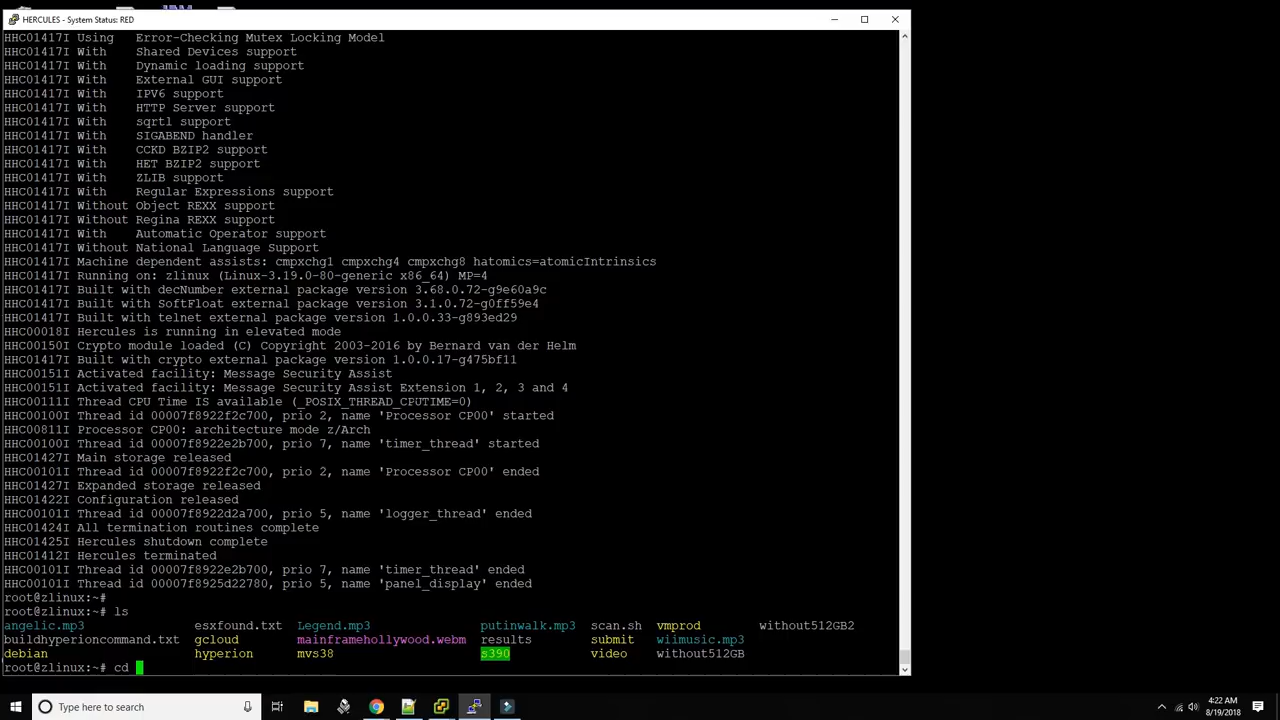 HERCULES - System Status: RED
HHC01417I Using   Error-Checking Mutex Locking Model
HHC01417I With    Shared Devices support
HHC01417I With    Dynamic loading support
HHC01417I With    External GUI support
HHC01417I With    IPV6 support
HHC01417I With    HTTP Server support
HHC01417I With    sqrtl support
HHC01417I With    SIGABEND handler
HHC01417I With    CCKD BZIP2 support
HHC01417I With    HET BZIP2 support
HHC01417I With    ZLIB support
HHC01417I With    Regular Expressions support
HHC01417I Without Object REXX support
HHC01417I Without Regina REXX support
HHC01417I With    Automatic Operator support
HHC01417I Without National Language Support
HHC01417I Machine dependent assists: cmpxchg1 cmpxchg4 cmpxchg8 hatomics=atomicIntrinsics
HHC01417I Running on: zlinux (Linux-3.19.0-80-generic x86_64) MP=4
HHC01417I Built with decNumber external package version 3.68.0.72-g9e60a9c
HHC01417I Built with SoftFloat external package version 3.1.0.72-g0ff59e4
HHC01417I Built with telnet external package version 1.0.0.33-g893ed29
HHC00018I Hercules is running in elevated mode
HHC00150I Crypto module loaded (C) Copyright 2003-2016 by Bernard van der Helm
HHC01417I Built with crypto external package version 1.0.0.17-g475bf11
HHC00151I Activated facility: Message Security Assist
HHC00151I Activated facility: Message Security Assist Extension 1, 2, 3 and 4
HHC00111I Thread CPU Time IS available (_POSIX_THREAD_CPUTIME=0)
HHC00100I Thread id 00007f8922f2c700, prio 2, name 'Processor CP00' started
HHC00811I Processor CP00: architecture mode z/Arch
HHC00100I Thread id 00007f8922e2b700, prio 7, name 'timer_thread' started
HHC01427I Main storage released
HHC00101I Thread id 00007f8922f2c700, prio 2, name 'Processor CP00' ended
HHC01427I Expanded storage released
HHC01422I Configuration released
HHC00101I Thread id 00007f8922d2a700, prio 5, name 'logger_thread' ended
HHC01424I All termination routines complete
HHC01425I Hercules shutdown complete
HHC01412I Hercules terminated
HHC00101I Thread id 00007f8922e2b700, prio 7, name 'timer_thread' ended
HHC00101I Thread id 00007f8925d22780, prio 5, name 'panel_display' ended
root@zlinux:~#
root@zlinux:~# ls
angelic.mp3 esxfound.txt Legend.mp3 putinwalk.mp3 scan.sh vmprod without512GB2
buildhyperioncommand.txt gcloud mainframehollywood.webm results submit wiimusic.mp3
debian hyperion mvs38 s390 video without512GB
root@zlinux:~# cd
Type here to search
4:22 AM
8/19/2018